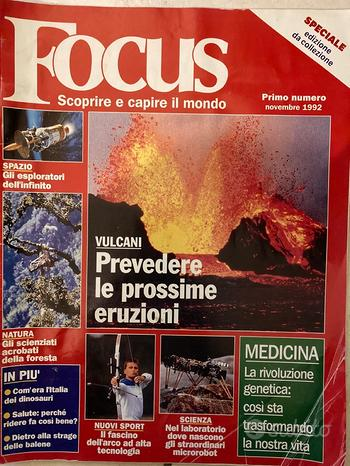 Focus
Scoprire e capire il mondo
SPECIALE
edizione
da collezione
Primo numero
novembre 1992
SPAZIO
Gli esploratori
dell'infinito
VULCANI
Prevedere
le prossime
eruzioni
NATURA
Gli scienziati
acrobati
della foresta
IN PIU'
Com'era l'Italia
dei dinosauri
Salute: perché
ridere fa così bene?
Dietro alla strage
delle balene
NUOVI SPORT
Il fascino
dell'arco ad alta
tecnologia
SCIENZA
Nel laboratorio
dove nascono
gli straordinari
microrobot
MEDICINA
La rivoluzione
genetica:
così sta
trasformando
la nostra vita
subito